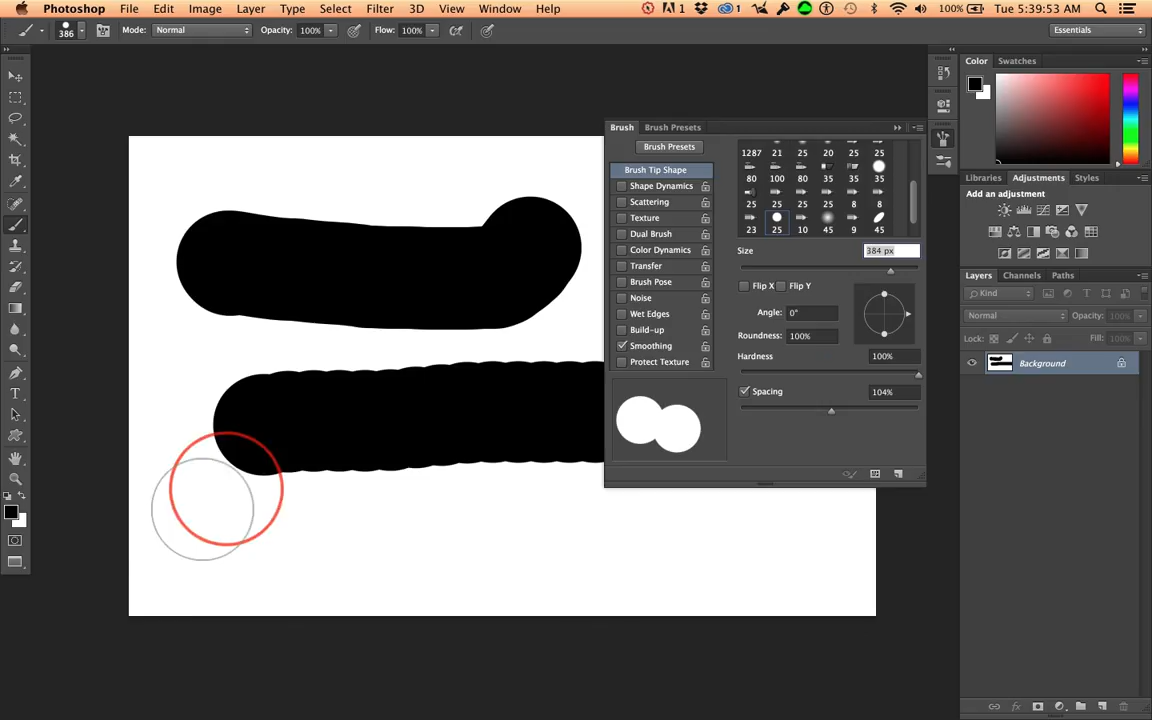 Photoshop File Edit Image Layer Type Select Filter 3D View Window Help 1 1 100% Tue 5:39:53 AM
386 Mode: Normal Opacity: 100% Flow: 100% Essentials
Brush Brush Presets
Brush Presets
Brush Tip Shape
Shape Dynamics
Scattering
Texture
Dual Brush
Color Dynamics
Transfer
Brush Pose
Noise
Wet Edges
Build-up
Smoothing
Protect Texture
1287 21 25 20 25 25
80 100 80 35 35 35
25 25 25 25 8 8
23 25 10 45 9 45
Size 384 px
Flip X Flip Y
Angle: 0°
Roundness: 100%
Hardness 100%
Spacing 104%
Color Swatches
Libraries Adjustments Styles
Add an adjustment
Layers Channels Paths
Kind
Normal Opacity: 100%
Lock: Fill: 100%
Background